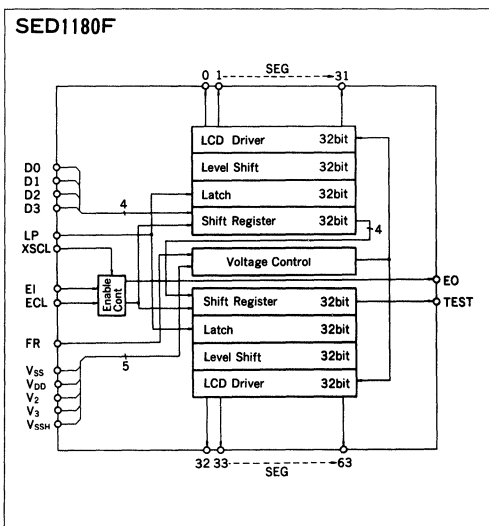 SED1180F
SEG
0 1 31
LCD Driver 32bit
Level Shift 32bit
Latch 32bit
Shift Register 32bit
D0
D1
D2
D3
4
LP
XSCL
4
Voltage Control
EI
ECL
Enable
Cont
EO
TEST
Shift Register 32bit
Latch 32bit
Level Shift 32bit
LCD Driver 32bit
FR
5
VSS
VDD
V2
V3
VSSH
32 33 63
SEG